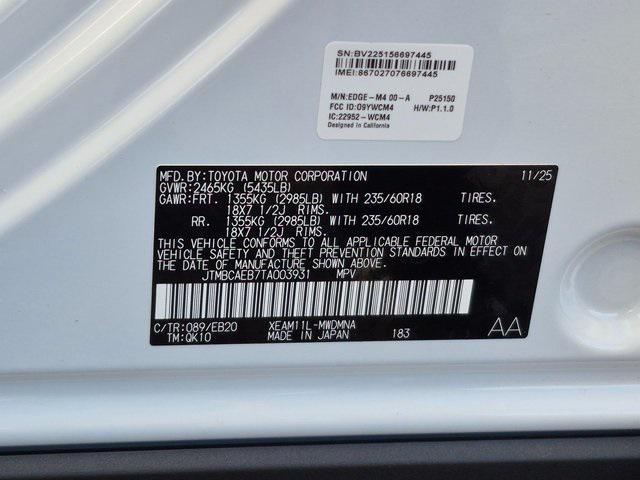 SN:BV225156697445
IMEI:867027076697445
M/N:EDGE-M4 00-A P25150
FCC ID:O9YWCM4 H/W:P1.1.0
IC:22952-WCM4
Designed in California
MFD.BY:TOYOTA MOTOR CORPORATION 11/25
GVWR:2465KG (5435LB)
GAWR:FRT. 1355KG (2985LB) WITH 235/60R18 TIRES.
18X7 1/2J RIMS.
RR. 1355KG (2985LB) WITH 235/60R18 TIRES.
18X7 1/2J RIMS.
THIS VEHICLE CONFORMS TO ALL APPLICABLE FEDERAL MOTOR
VEHICLE SAFETY AND THEFT PREVENTION STANDARDS IN EFFECT ON
THE DATE OF MANUFACTURE SHOWN ABOVE.
JTMBCAEB7TA003931 MPV
C/TR:089/EB20 XEAM11L-MWDMNA AA
TM:QK10 MADE IN JAPAN 183